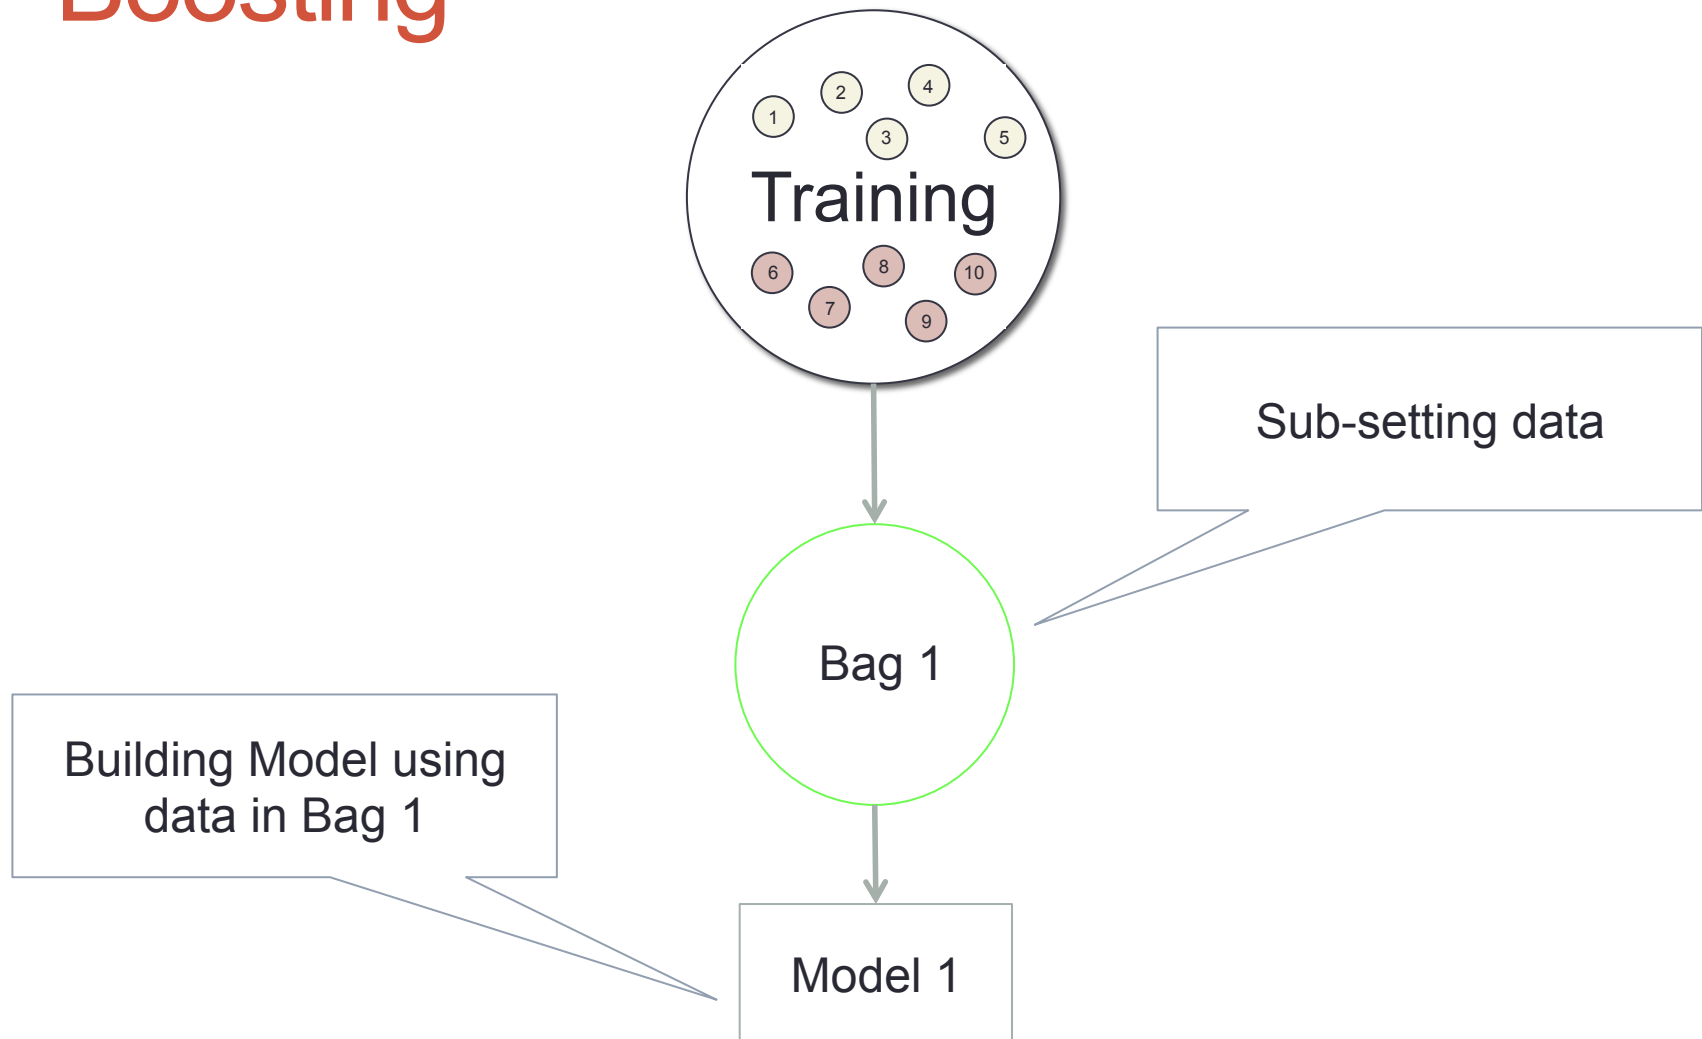 Boosting
1
2
4
3
5
Training
6
8
10
7
9
Sub-setting data
Bag 1
Building Model using
data in Bag 1
Model 1